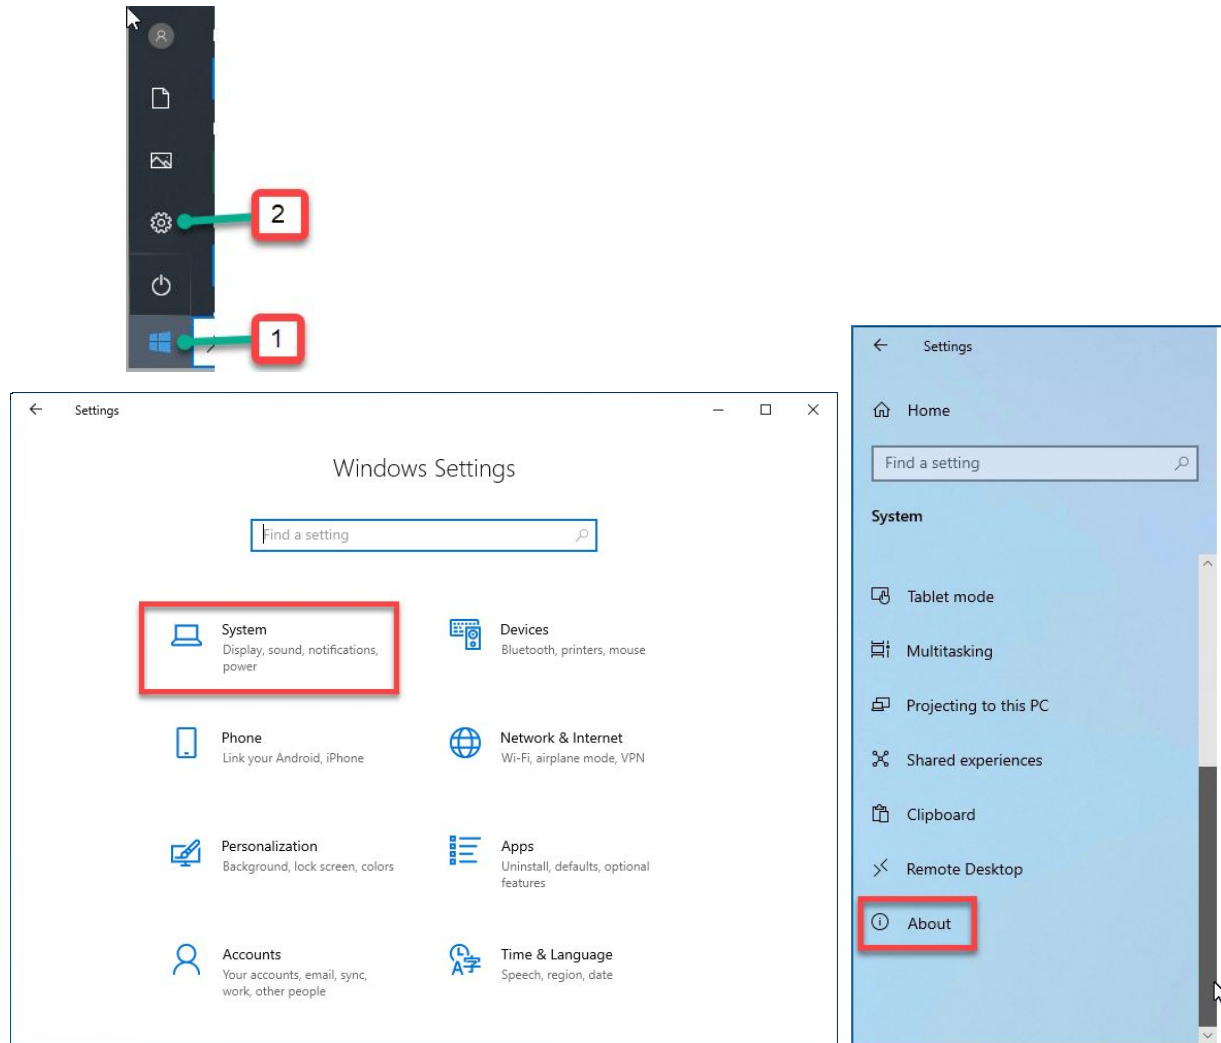 2
1
Settings
Windows Settings
Find a setting
System
Display, sound, notifications,
power
Devices
Bluetooth, printers, mouse
Phone
Link your Android, iPhone
Network & Internet
Wi-Fi, airplane mode, VPN
Personalization
Background, lock screen, colors
Apps
Uninstall, defaults, optional
features
Accounts
Your accounts, email, sync,
work, other people
Time & Language
Speech, region, date
Settings
Home
Find a setting
System
Tablet mode
Multitasking
Projecting to this PC
Shared experiences
Clipboard
Remote Desktop
About